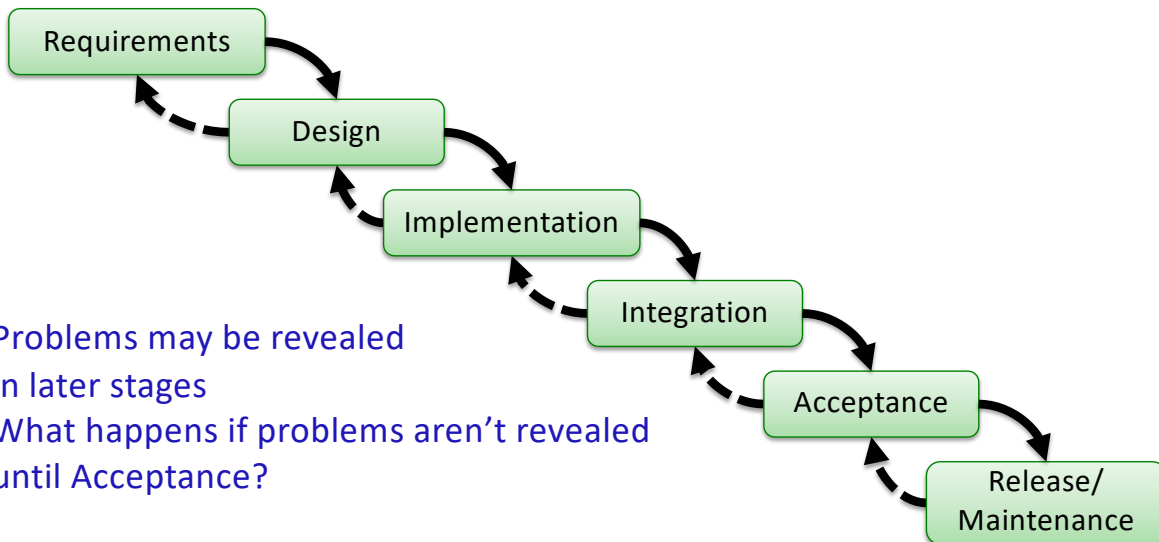 Requirements
Design
Implementation
Integration
Problems may be revealed
in later stages
Acceptance
What happens if problems aren’t revealed
until Acceptance?
Release/
Maintenance